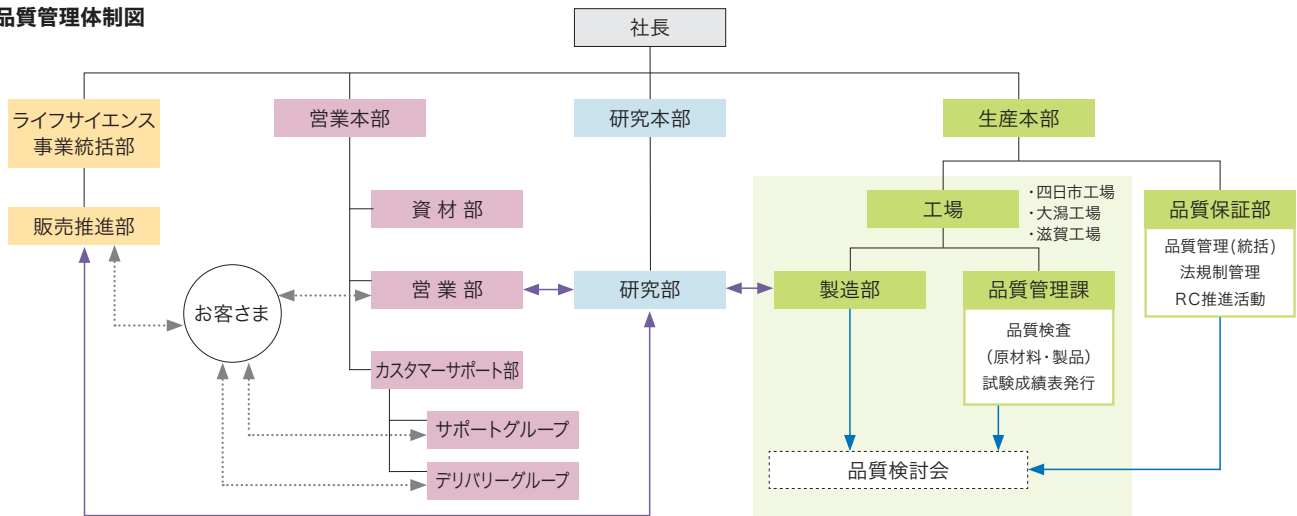 品質管理体制図
社長
ライフサイエンス
事業統括部
営業本部
研究本部
生産本部
販売推進部
資材部
工場
・四日市工場
・大潟工場
・滋賀工場
品質保証部
品質管理(統括)
法規制管理
RC推進活動
お客さま
営業部
研究部
製造部
品質管理課
品質検査
(原材料・製品)
試験成績表発行
カスタマーサポート部
サポートグループ
デリバリーグループ
品質検討会